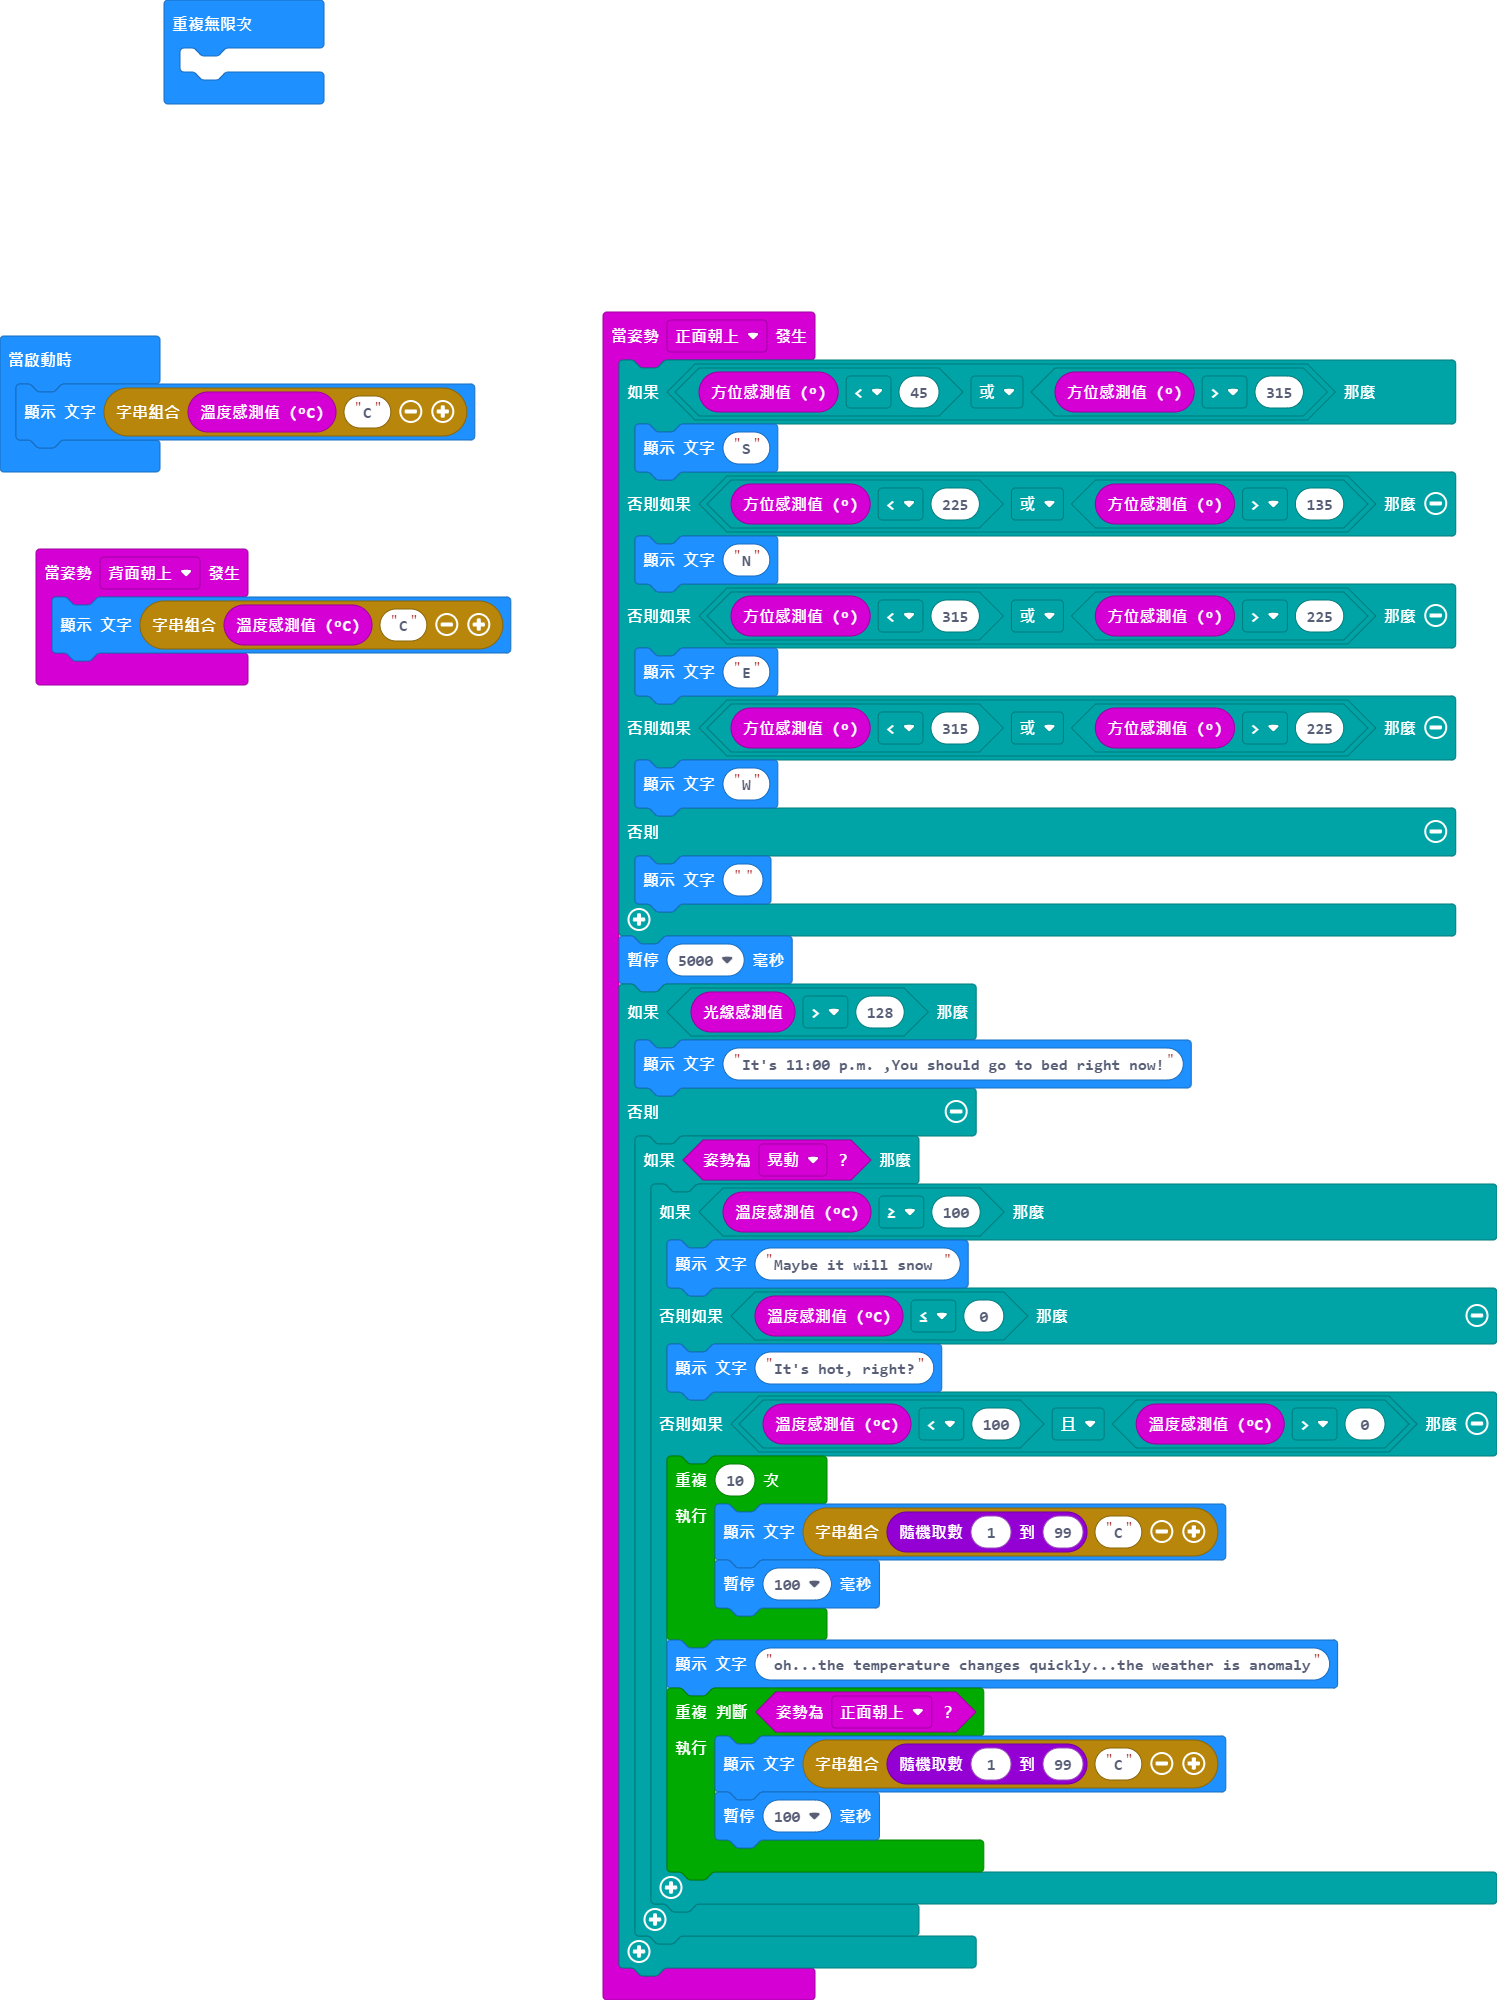 重複無限次
當啟動時
顯示 文字 字串組合 溫度感測值 (ºC) "C"
當姿勢 背面朝上 發生
顯示 文字 字串組合 溫度感測值 (ºC) "C"
當姿勢 正面朝上 發生
如果 方位感測值 (º) < 45 或 方位感測值 (º) > 315 那麼
顯示 文字 "S"
否則如果 方位感測值 (º) < 225 或 方位感測值 (º) > 135 那麼
顯示 文字 "N"
否則如果 方位感測值 (º) < 315 或 方位感測值 (º) > 225 那麼
顯示 文字 "E"
否則如果 方位感測值 (º) < 315 或 方位感測值 (º) > 225 那麼
顯示 文字 "W"
否則
顯示 文字 " "
暫停 5000 毫秒
如果 光線感測值 > 128 那麼
顯示 文字 "It's 11:00 p.m. ,You should go to bed right now!"
否則
如果 姿勢為 晃動 ? 那麼
如果 溫度感測值 (ºC) ≥ 100 那麼
顯示 文字 "Maybe it will snow "
否則如果 溫度感測值 (ºC) ≤ 0 那麼
顯示 文字 "It's hot, right?"
否則如果 溫度感測值 (ºC) < 100 且 溫度感測值 (ºC) > 0 那麼
重複 10 次
執行 顯示 文字 字串組合 隨機取數 1 到 99 "C"
暫停 100 毫秒
顯示 文字 "oh...the temperature changes quickly...the weather is anomaly"
重複 判斷 姿勢為 正面朝上 ?
執行 顯示 文字 字串組合 隨機取數 1 到 99 "C"
暫停 100 毫秒